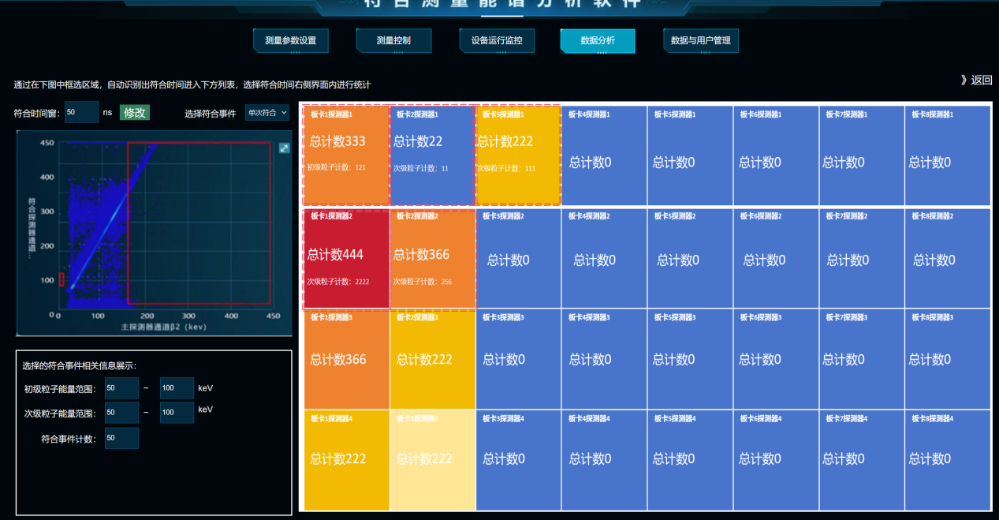 符合测量能谱分析软件
测量参数设置 测量控制 设备运行监控 数据分析 数据与用户管理
通过在下图中框选区域，自动识别出符合时间进入下方列表，选择符合时间右侧界面内进行统计
》返回
符合时间窗： 50 ns 修改 选择符合事件 单次符合
450
400
300
200
100
0
符合探测器通道...
0 100 200 300 400 450
主探测器通道β2（kev）
选择的符合事件相关信息展示：
初级粒子能量范围： 50 ~ 100 keV
次级粒子能量范围： 50 ~ 100 keV
符合事件计数： 50
板卡1探测器1 板卡2探测器1 板卡3探测器1 板卡4探测器1 板卡5探测器1 板卡6探测器1 板卡7探测器1 板卡8探测器1
总计数333 总计数22 总计数222 总计数0 总计数0 总计数0 总计数0 总计数0
初级粒子计数：121 次级粒子计数：11 次级粒子计数：111
板卡1探测器2 板卡2探测器2 板卡3探测器2 板卡4探测器2 板卡5探测器2 板卡6探测器2 板卡7探测器2 板卡8探测器2
总计数444 总计数366 总计数0 总计数0 总计数0 总计数0 总计数0 总计数0
次级粒子计数：2222 次级粒子计数：256
板卡1探测器3 板卡2探测器3 板卡3探测器3 板卡4探测器3 板卡5探测器3 板卡6探测器3 板卡7探测器3 板卡8探测器3
总计数366 总计数222 总计数0 总计数0 总计数0 总计数0 总计数0 总计数0
板卡1探测器4 板卡2探测器4 板卡3探测器4 板卡4探测器4 板卡5探测器4 板卡6探测器4 板卡7探测器4 板卡8探测器4
总计数222 总计数222 总计数0 总计数0 总计数0 总计数0 总计数0 总计数0